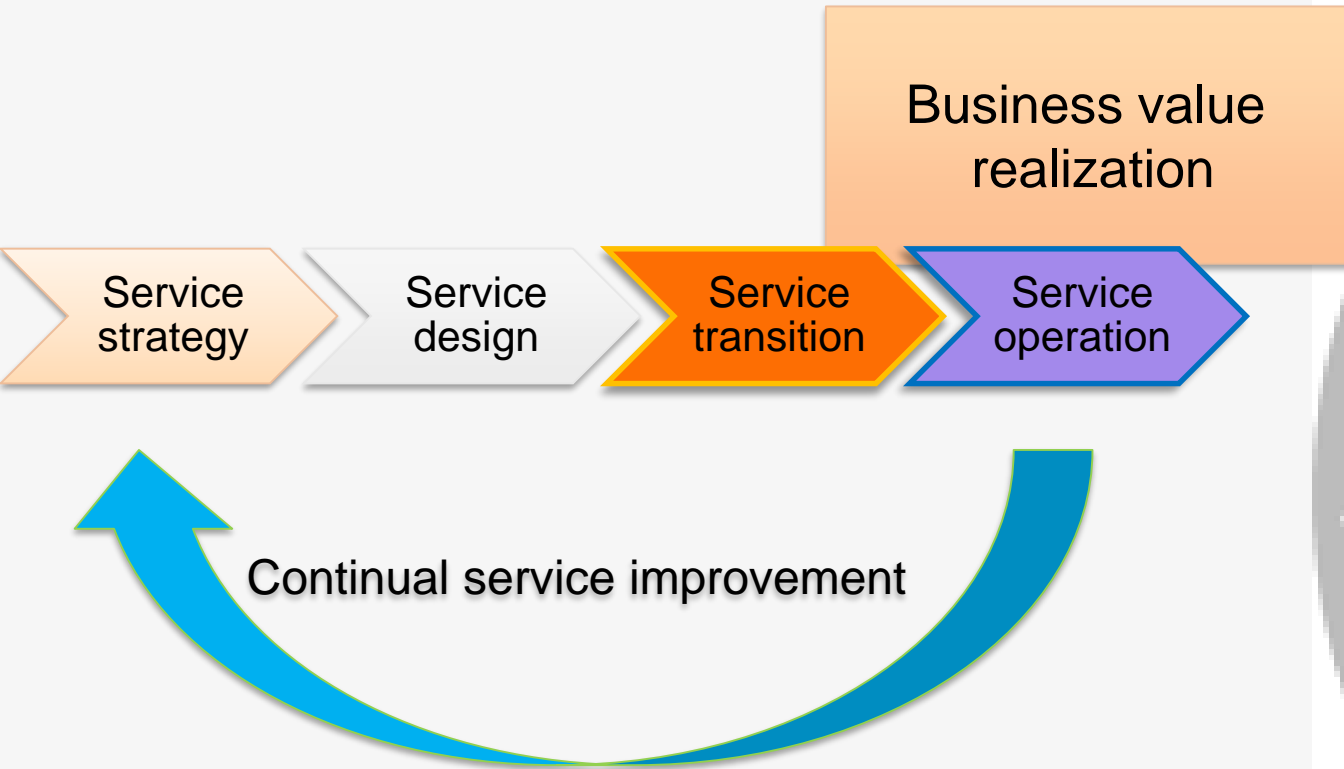 Business value
realization
Service
strategy
Service
design
Service
transition
Service
operation
Continual service improvement